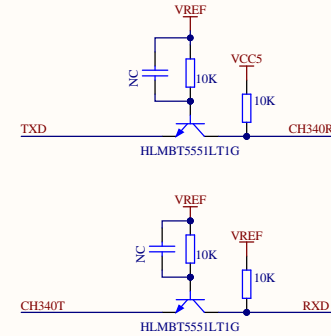 VREF
NC
10K
VCC5
10K
TXD
CH340R
HLMBT5551LT1G
VREF
NC
10K
VREF
10K
CH340T
RXD
HLMBT5551LT1G